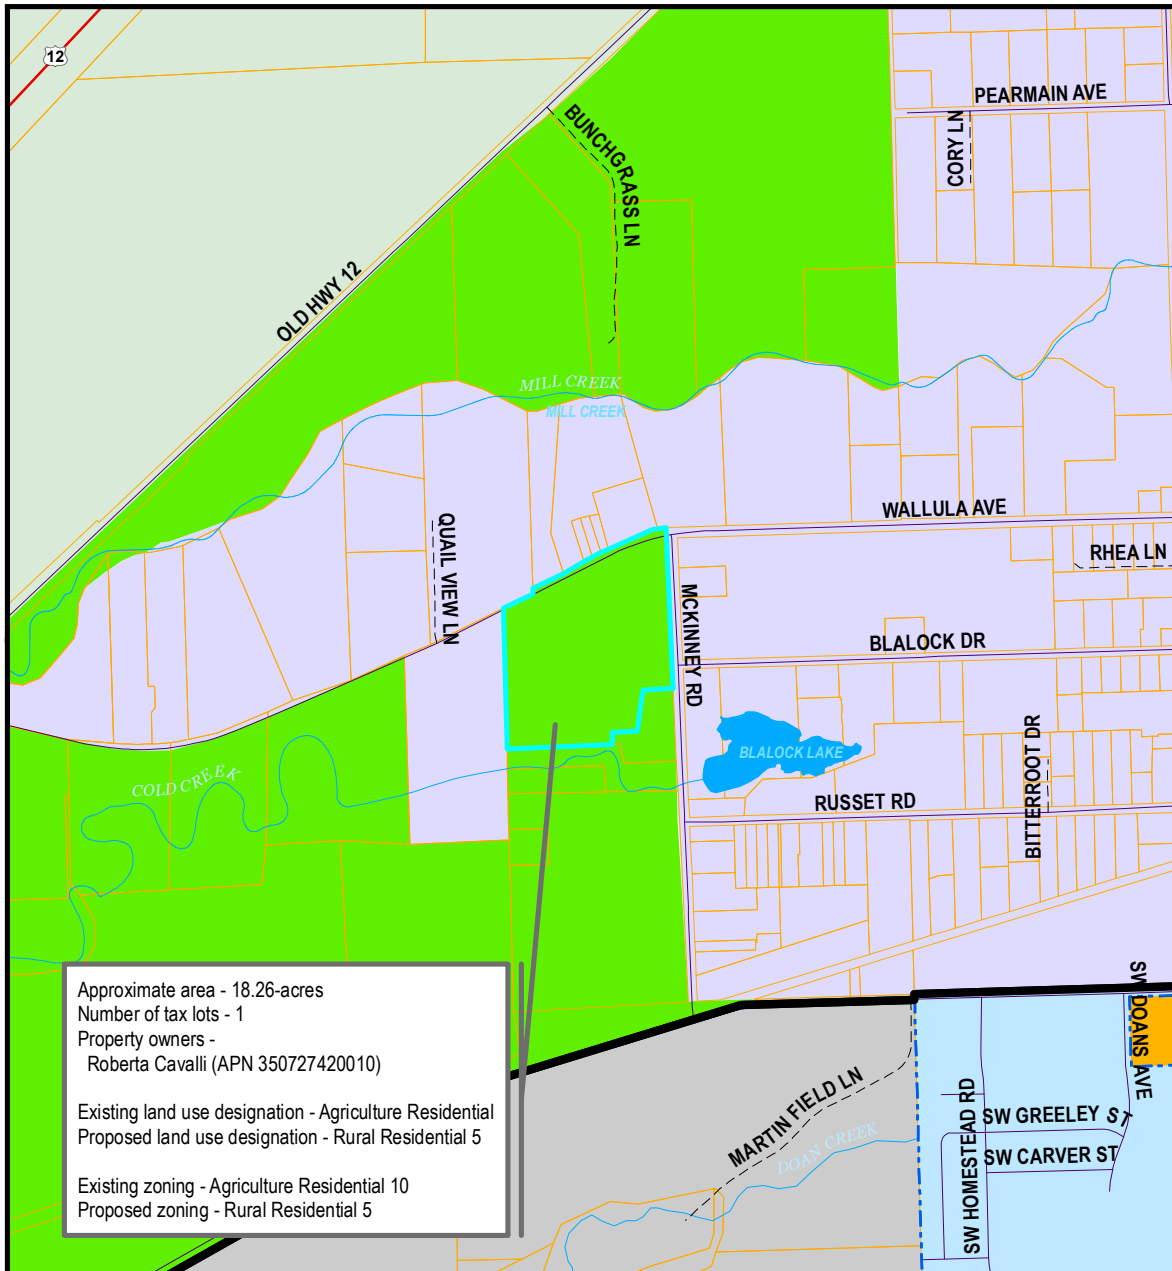 12
PEARMAIN AVE
CORY LN
BUNCHGRASS LN
OLD HWY 12
MILL CREEK
MILL CREEK
WALLULA AVE
QUAIL VIEW LN
RHEA LN
MCKINNEY RD
BLALOCK DR
BLALOCK LAKE
COLD CREEK
RUSSET RD
BITTERROOT DR
Approximate area - 18.26-acres
Number of tax lots - 1
Property owners -
Roberta Cavalli (APN 350727420010)
Existing land use designation - Agriculture Residential
Proposed land use designation - Rural Residential 5
Existing zoning - Agriculture Residential 10
Proposed zoning - Rural Residential 5
SW DOANS AVE
MARTIN FIELD LN
DOAN CREEK
SW HOMESTEAD RD
SW GREELEY ST
SW CARVER ST